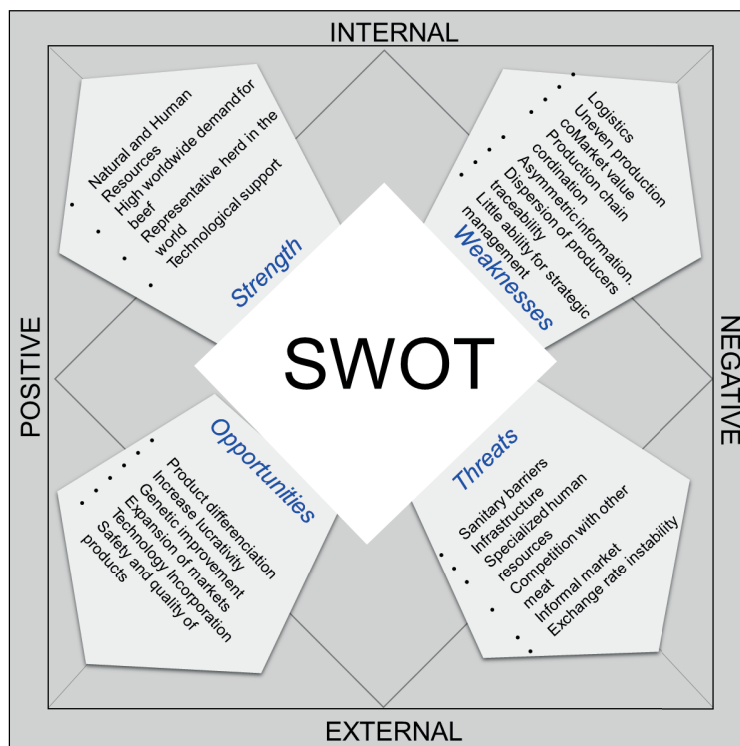 INTERNAL
• Natural and Human
Resources
• High worldwide demand for
beef
• Representative herd in the
world
• Technological support
Strength
• Logistics
• Uneven production
• coMarket value
• Production chain
cordination
• Asymmetric information.
• Dispersion of producers
• traceability
• Little ability for strategic
management
Weaknesses
POSITIVE
SWOT
NEGATIVE
Opportunities
• Product differenciation
• Increase lucrativity
• Genetic improvement
• Expansion of markets
• Technology Incorporation
• Safety and quality of
products
Threats
• Sanitary barriers
• Infrastructure
• Specialized human
resources
• Competition with other
meat
• Informal market
• Exchange rate instability
EXTERNAL